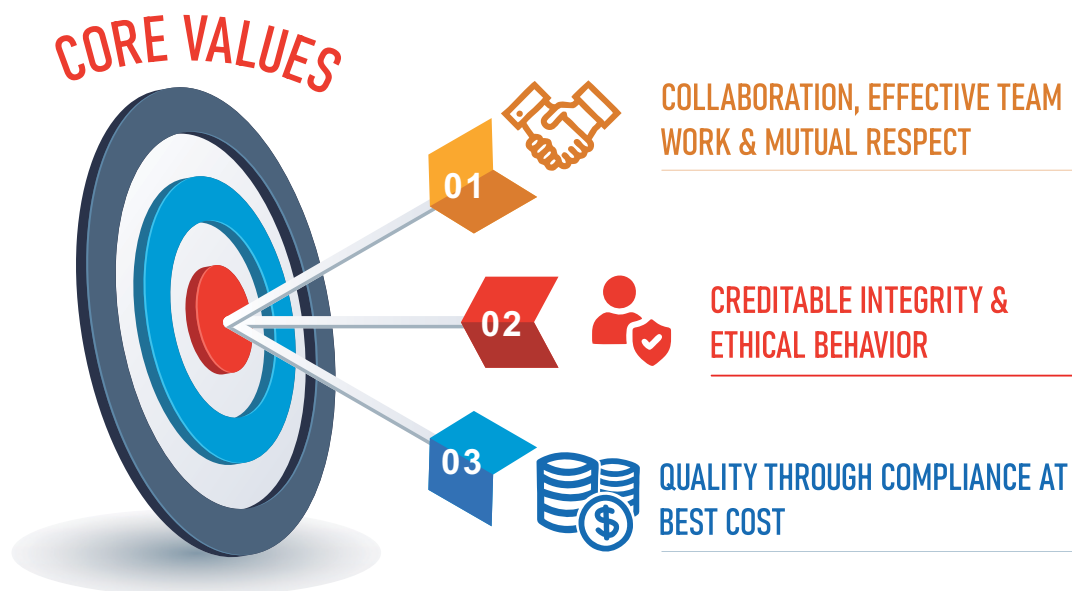 CORE VALUES
01
COLLABORATION, EFFECTIVE TEAM
WORK & MUTUAL RESPECT
02
CREDITABLE INTEGRITY &
ETHICAL BEHAVIOR
03
$
QUALITY THROUGH COMPLIANCE AT
BEST COST